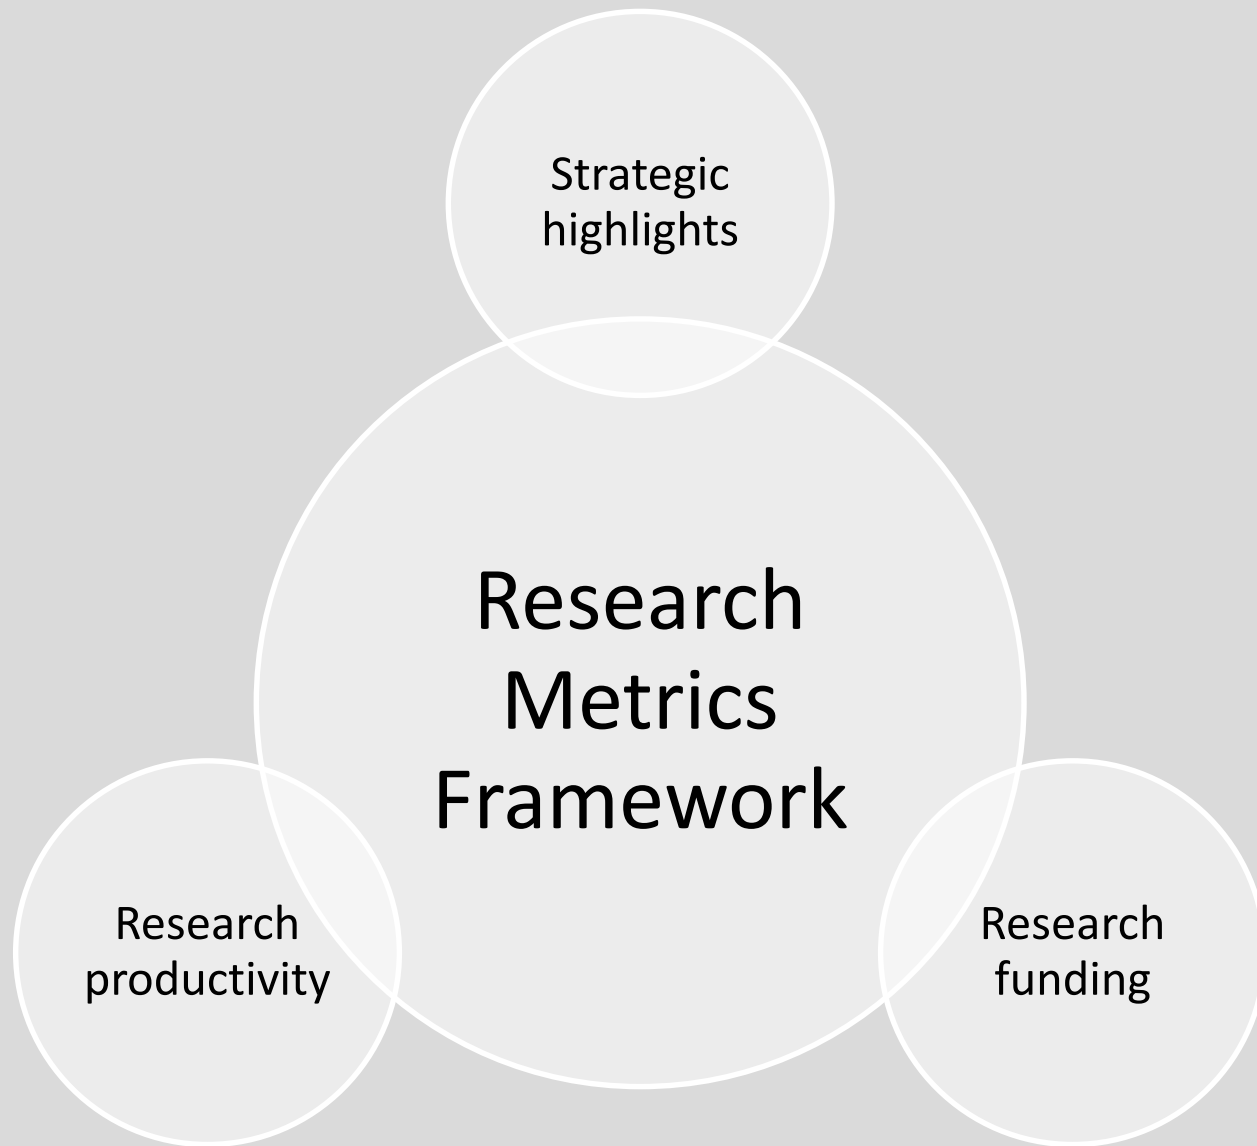 Strategic
highlights
Research
Metrics
Framework
Research
productivity
Research
funding